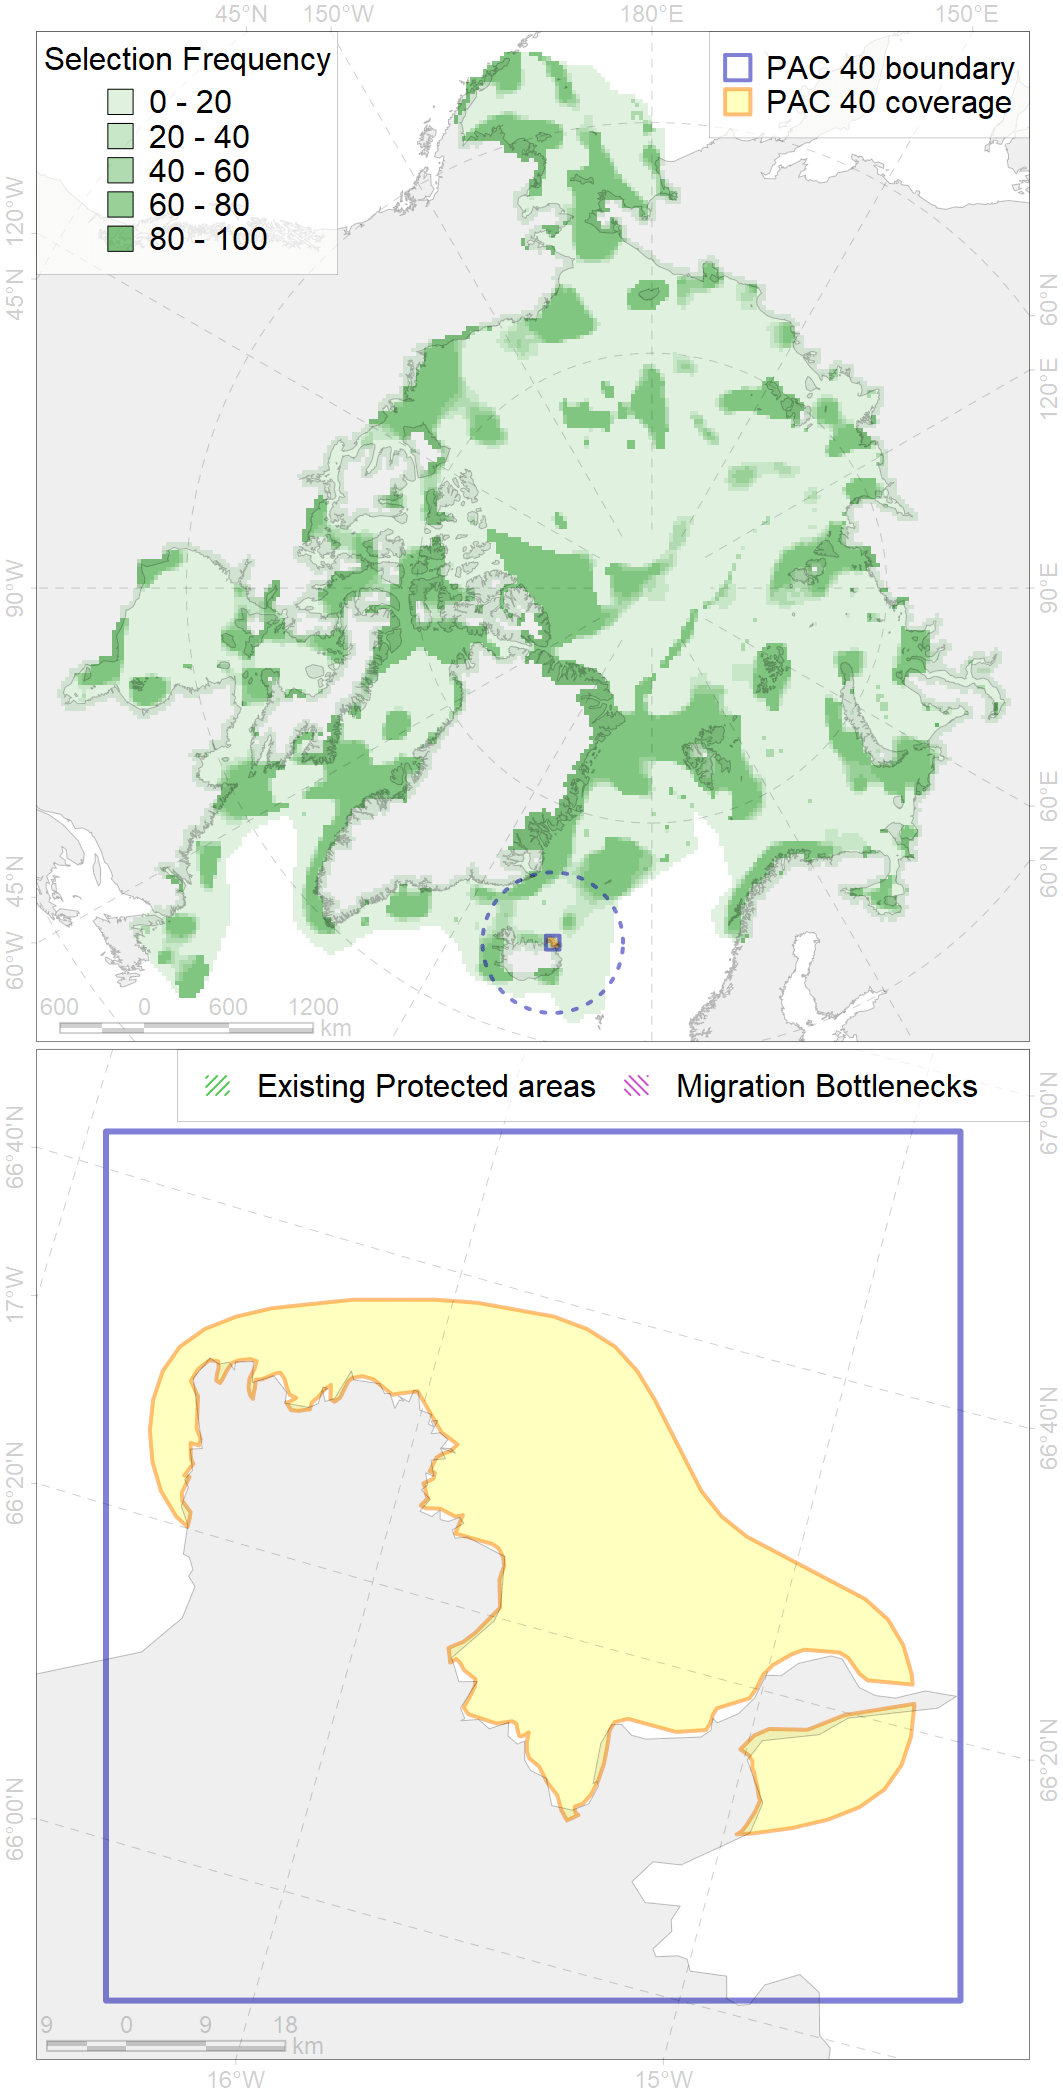 45°N 150°W 180°E 150°E
Selection Frequency
0 - 20
20 - 40
40 - 60
60 - 80
80 - 100
PAC 40 boundary
PAC 40 coverage
120°W
45°N
90°W
45°N
60°W
60°N
120°E
90°E
60°E
60°N
600 0 600 1200
km
Existing Protected areas Migration Bottlenecks
66°40'N
17°W
66°20'N
66°00'N
67°00'N
66°40'N
66°20'N
9 0 9 18
km
16°W 15°W